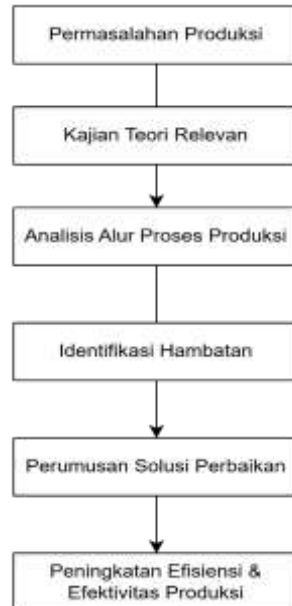 Permasalahan Produksi
Kajian Teori Relevan
Analisis Alur Proses Produksi
Identifikasi Hambatan
Perumusan Solusi Perbaikan
Peningkatan Efisiensi &
Efektivitas Produksi